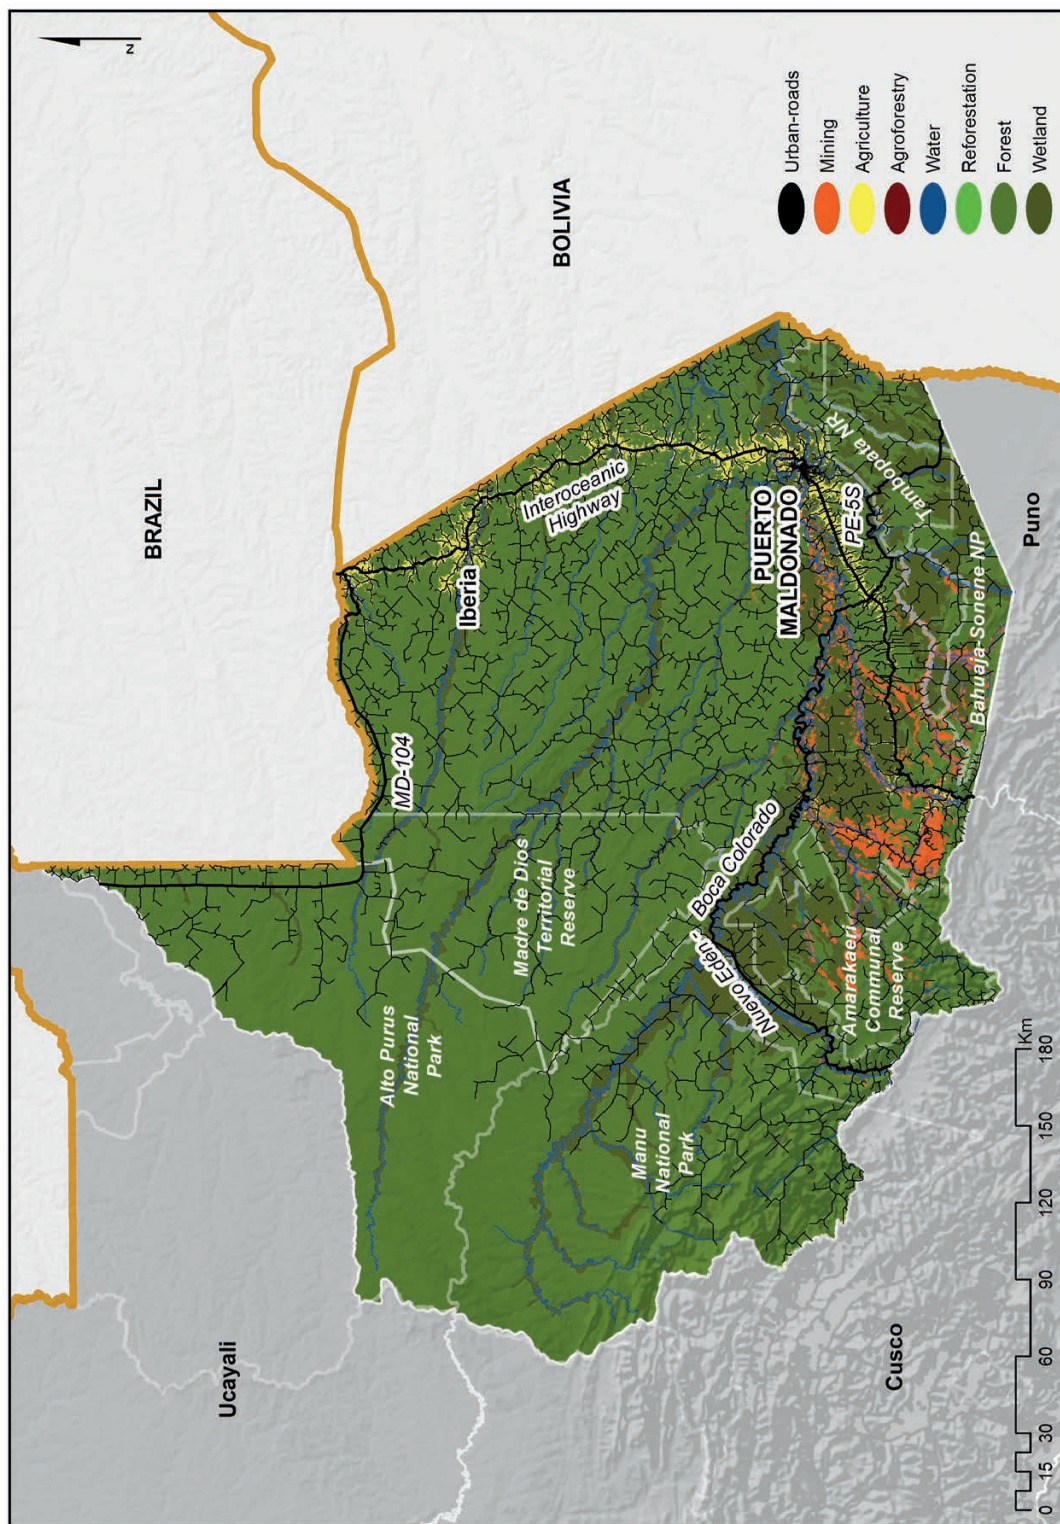 z
BRAZIL
BOLIVIA
Ucayali
Cusco
Puno
MD-104
Iberia
Interoceanic
Highway
Alto Purus
National
Park
Madre de Dios
Territorial
Reserve
Manu
National
Park
Nuevo Edén-
Boca Colorado
PUERTO
MALDONADO
PE-5S
Tambopata NR
Amarakaeri
Communal
Reserve
Bahuaja-Sonene NP
Urban-roads
Mining
Agriculture
Agroforestry
Water
Reforestation
Forest
Wetland
0 15 30 60 90 120 150 180
Km